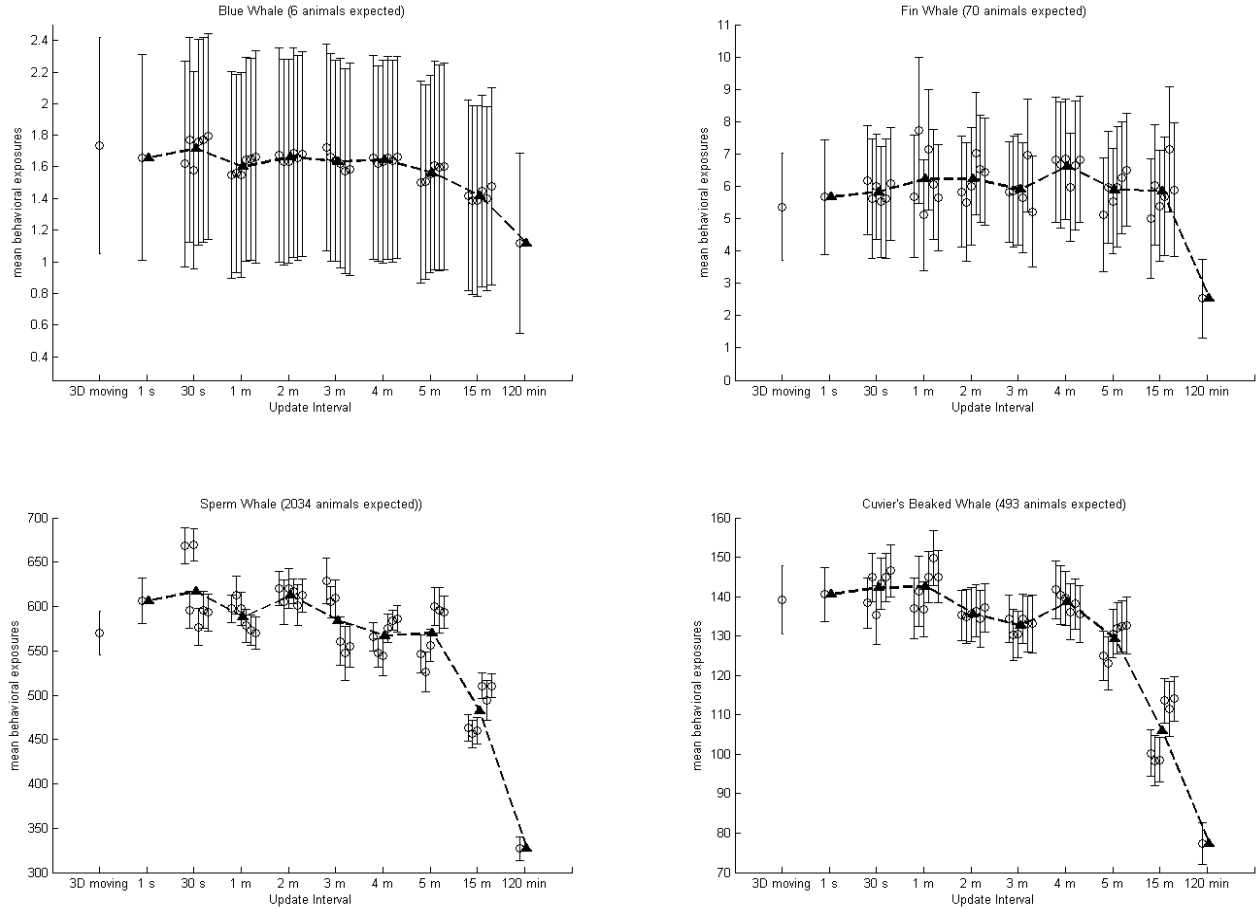 Blue Whale (6 animals expected)
mean behavioral exposures
2.4
2.2
2
1.8
1.6
1.4
1.2
1
0.8
0.6
0.4
3D moving 1 s 30 s 1 m 2 m 3 m 4 m 5 m 15 m 120 min
Update Interval
Fin Whale (70 animals expected)
mean behavioral exposures
11
10
9
8
7
6
5
4
3
2
1
0
3D moving 1 s 30 s 1 m 2 m 3 m 4 m 5 m 15 m 120 min
Update Interval
Sperm Whale (2034 animals expected))
mean behavioral exposures
700
650
600
550
500
450
400
350
300
3D moving 1 s 30 s 1 m 2 m 3 m 4 m 5 m 15 m 120 min
Update Interval
Cuvier's Beaked Whale (493 animals expected)
mean behavioral exposures
160
150
140
130
120
110
100
90
80
70
3D moving 1 s 30 s 1 m 2 m 3 m 4 m 5 m 15 m 120 min
Update Interval